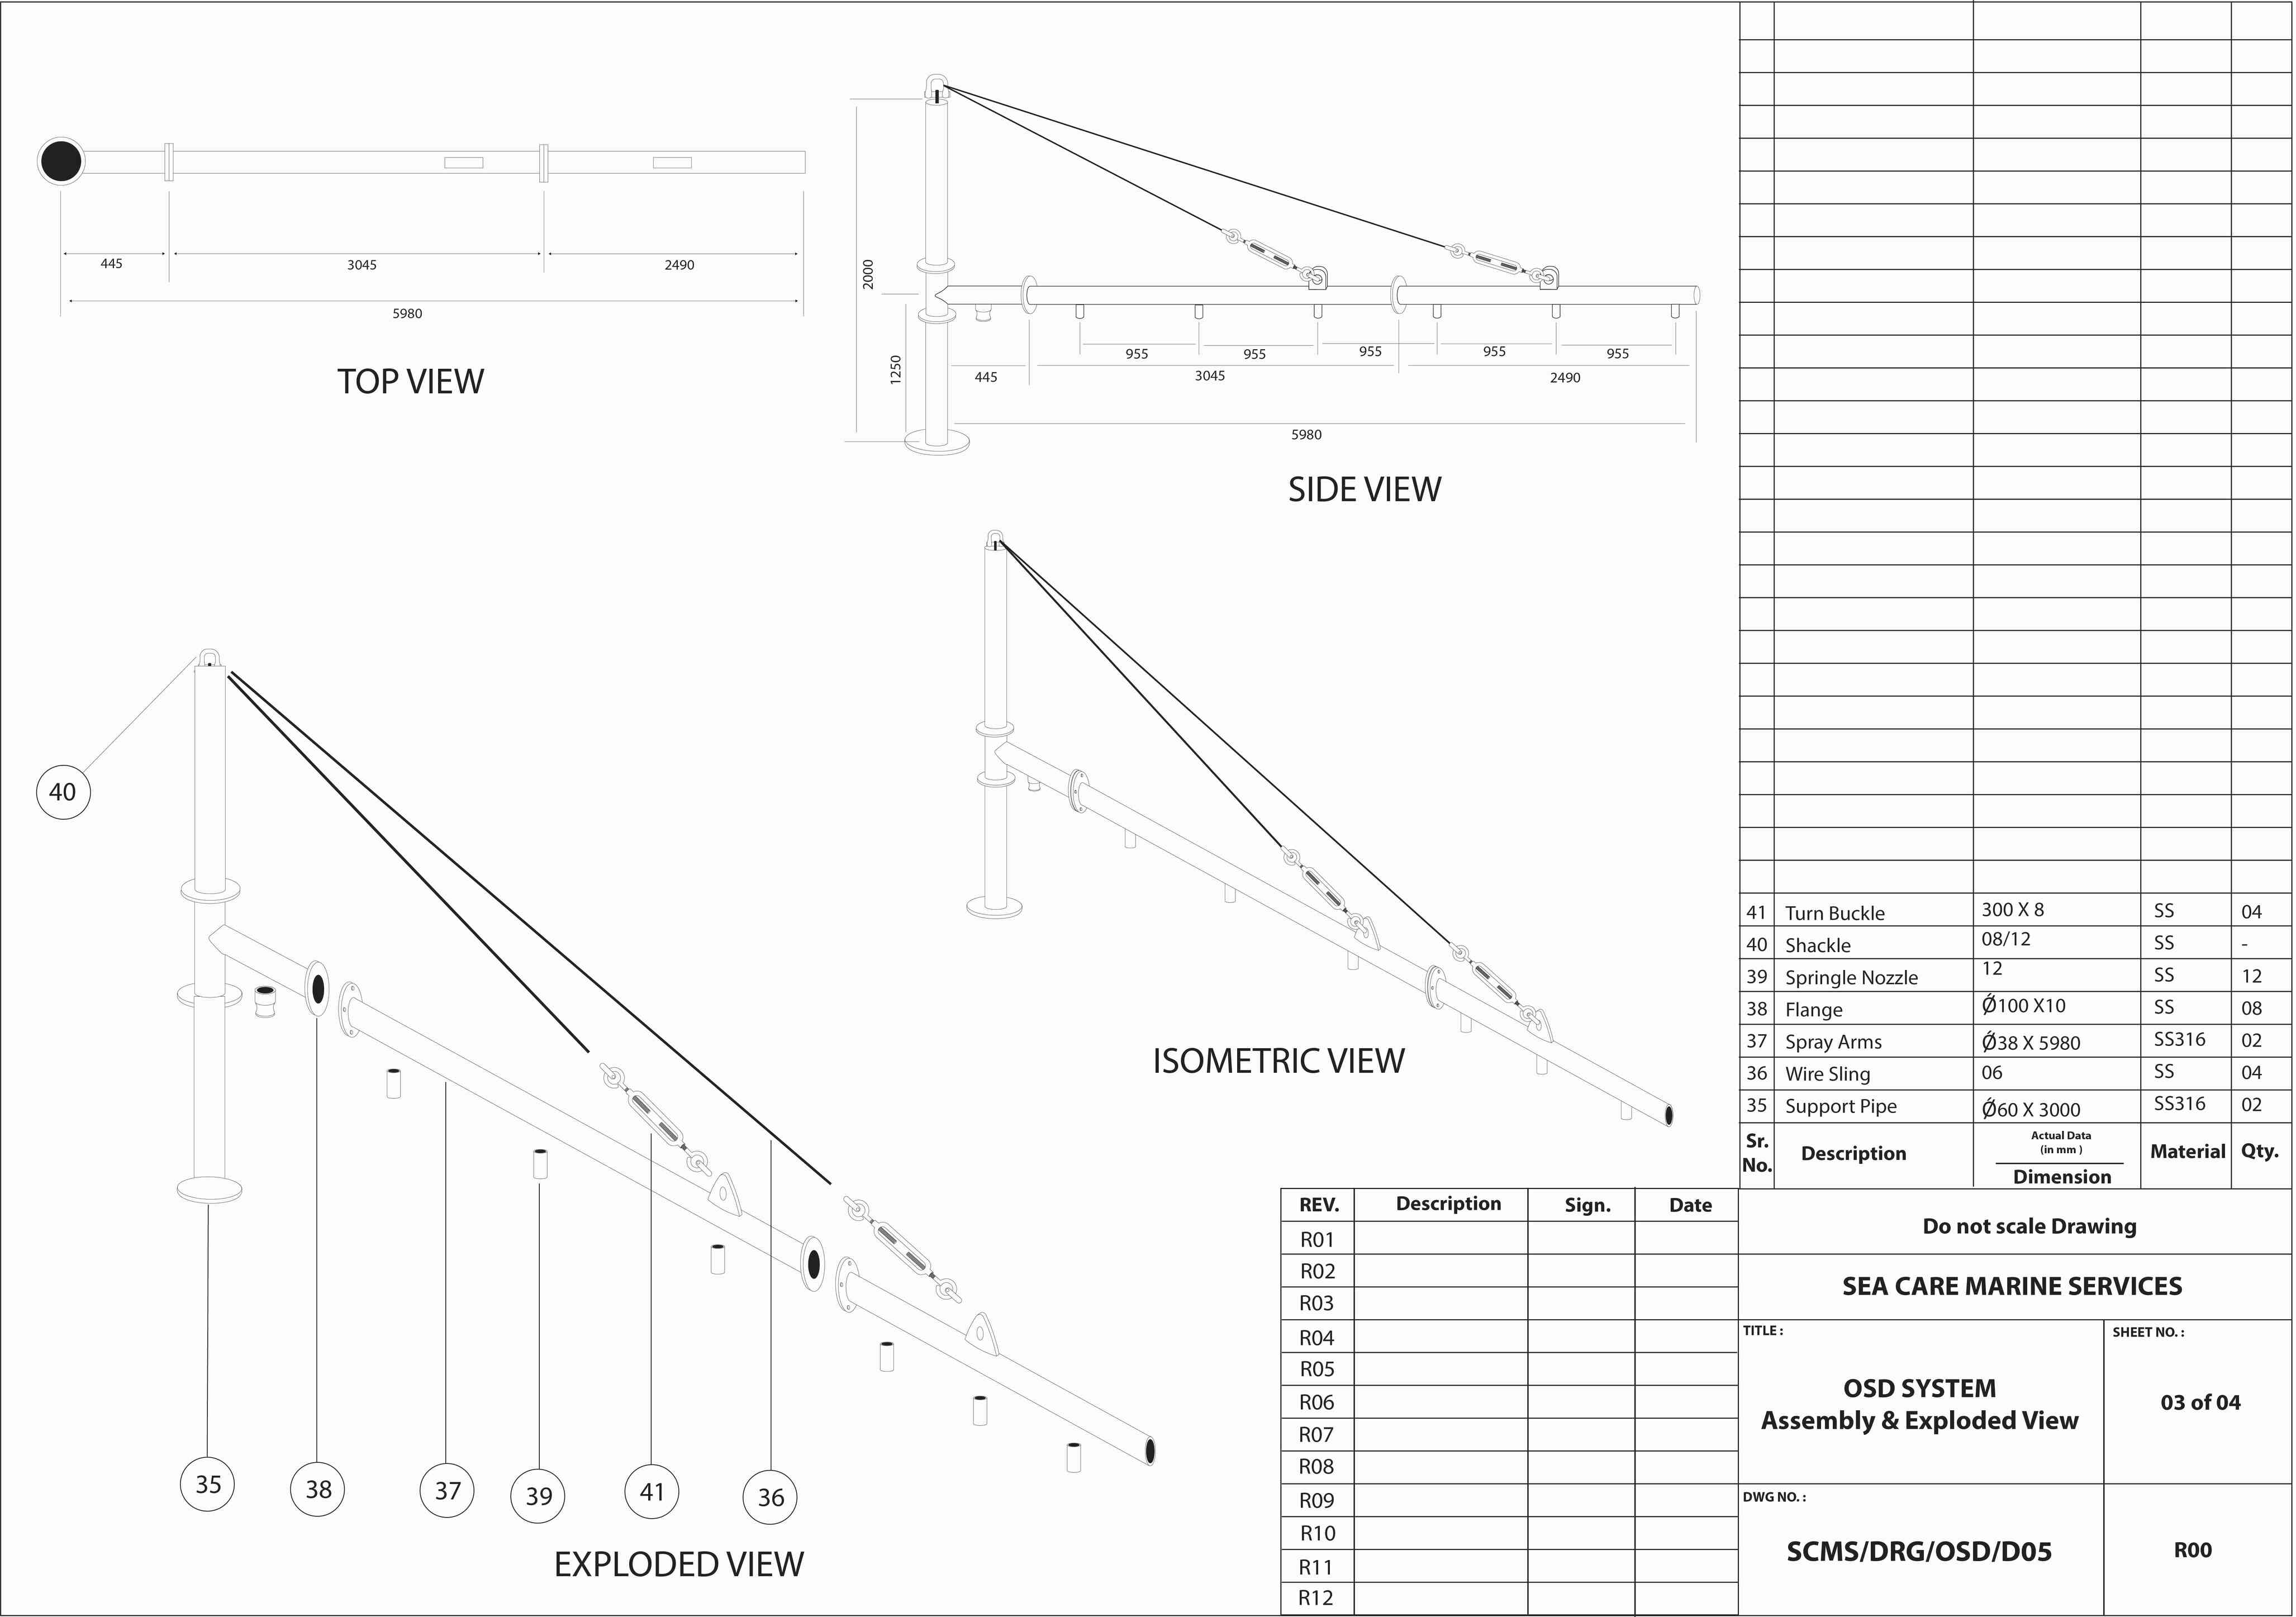 445
3045
2490
5980
TOP VIEW
2000
1250
955
955
955
955
955
445
3045
2490
5980
SIDE VIEW
ISOMETRIC VIEW
40
35
38
37
39
41
36
EXPLODED VIEW
41 Turn Buckle 300 X 8 SS 04
40 Shackle 08/12 SS -
39 Springle Nozzle 12 SS 12
38 Flange Ǿ100 X10 SS 08
37 Spray Arms Ǿ38 X 5980 SS316 02
36 Wire Sling 06 SS 04
35 Support Pipe Ǿ60 X 3000 SS316 02
Sr. No. Description Actual Data (in mm ) Dimension Material Qty.
REV. Description Sign. Date
R01
R02
R03
R04
R05
R06
R07
R08
R09
R10
R11
R12
Do not scale Drawing
SEA CARE MARINE SERVICES
TITLE :
OSD SYSTEM
Assembly & Exploded View
SHEET NO. :
03 of 04
DWG NO. :
SCMS/DRG/OSD/D05
R00